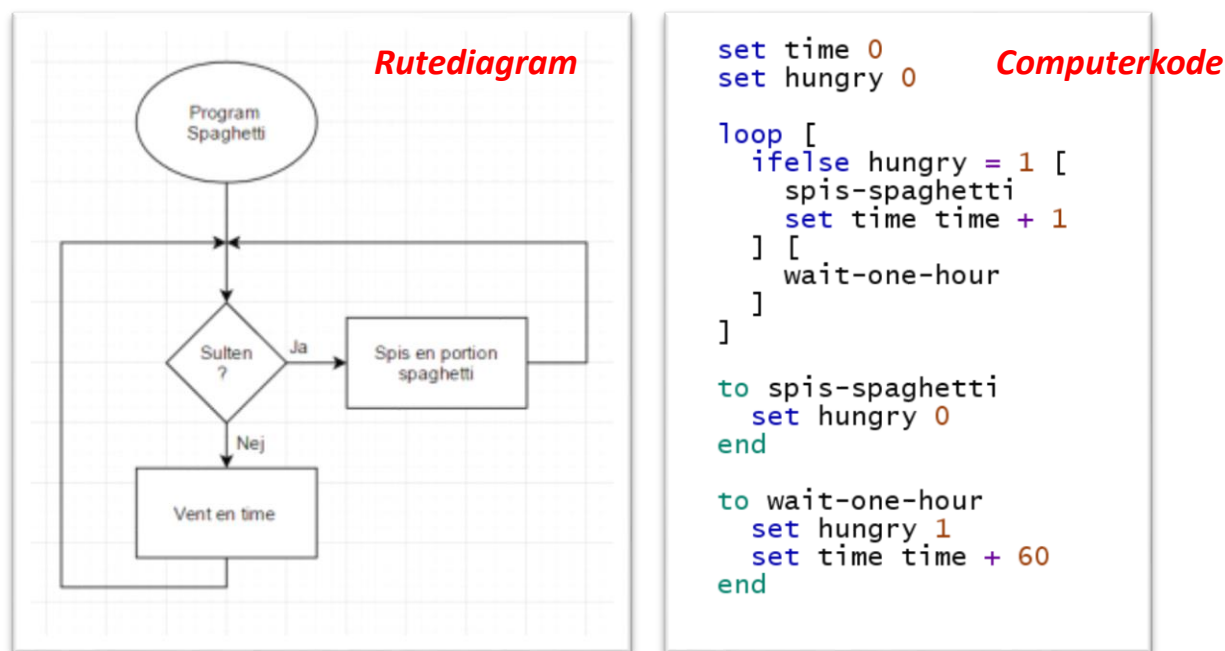 Rutediagram
Program
Spaghetti
Sulten
?
Ja
Spis en portion
spaghetti
Nej
Vent en time
Computerkode
set time 0
set hungry 0
loop [
  ifelse hungry = 1 [
    spis-spaghetti
    set time time + 1
  ] [
    wait-one-hour
  ]
]
to spis-spaghetti
  set hungry 0
end
to wait-one-hour
  set hungry 1
  set time time + 60
end